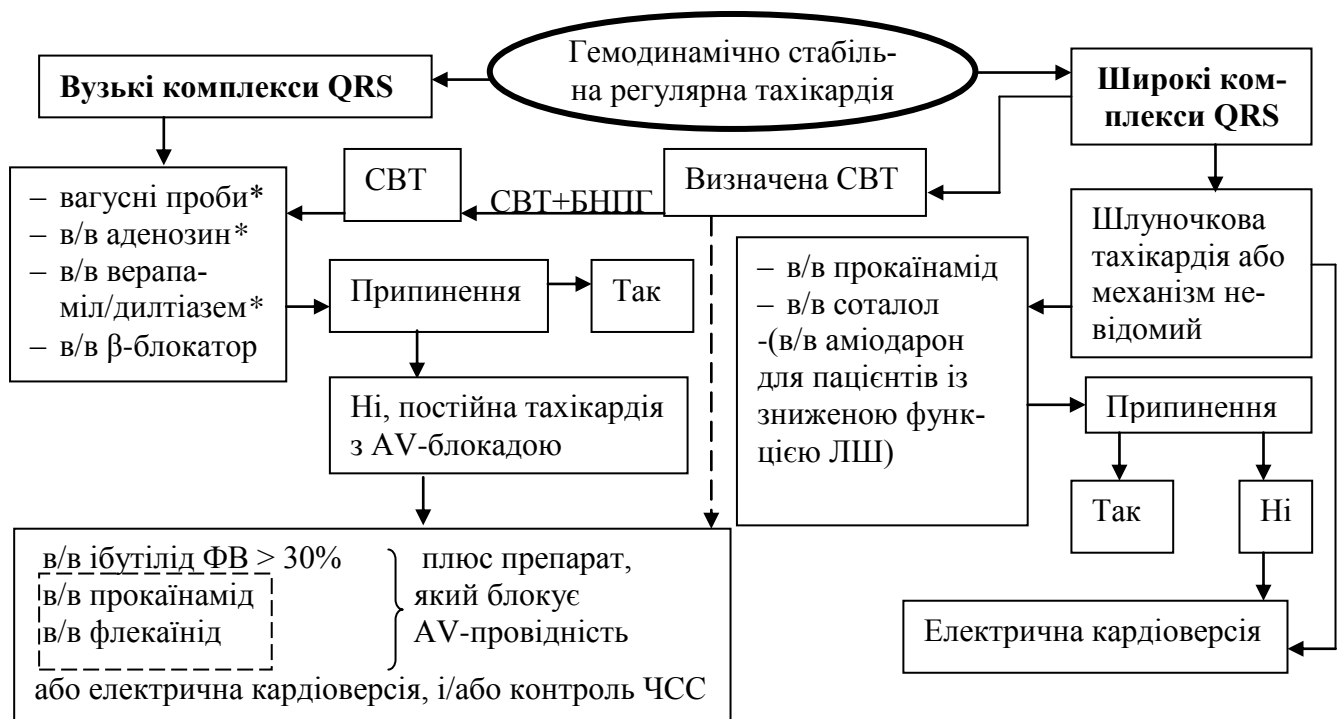 Гемодинамічно стабіль-
на регулярна тахікардія
Вузькі комплекси QRS
Широкі ком-
плекси QRS
– вагусні проби*
– в/в аденозин*
– в/в верапа-
міл/дилтіазем*
– в/в β-блокатор
СВТ
СВТ+БНПГ
Визначена СВТ
Шлуночкова
тахікардія або
механізм не-
відомий
Припинення
Так
– в/в прокаїнамід
– в/в соталол
-(в/в аміодарон
для пацієнтів із
зниженою функ-
цією ЛШ)
Ні, постійна тахікардія
з AV-блокадою
Припинення
Так
Ні
в/в ібутілід ФВ > 30%
в/в прокаїнамід
в/в флекаїнід
плюс препарат,
який блокує
AV-провідність
або електрична кардіоверсія, і/або контроль ЧСС
Електрична кардіоверсія